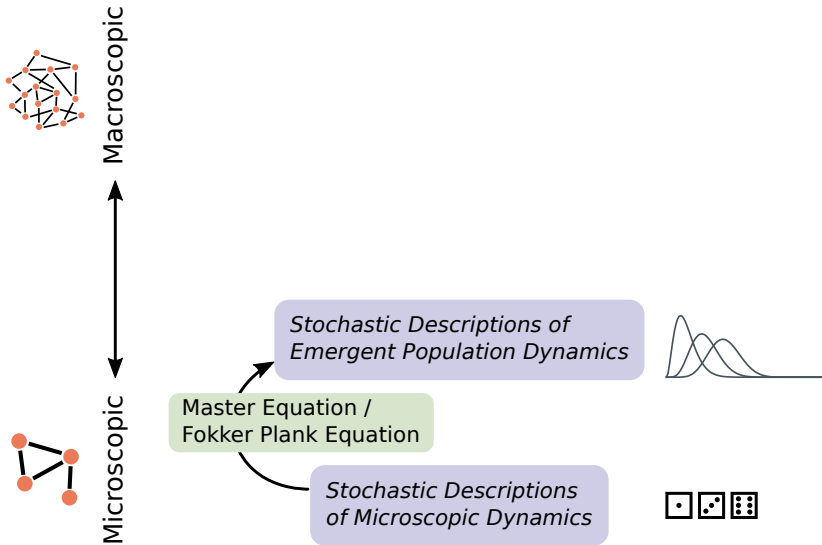 Macroscopic
Stochastic Descriptions of
Emergent Population Dynamics
Master Equation /
Fokker Plank Equation
Microscopic
Stochastic Descriptions
of Microscopic Dynamics